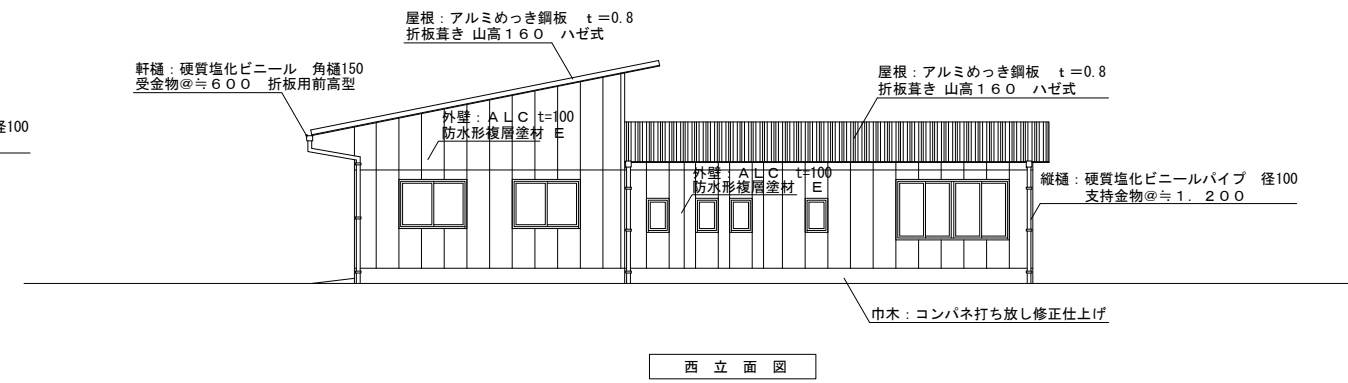 屋根：アルミめっき鋼板　ｔ＝0.8
折板葺き 山高１６０　ハゼ式
軒樋：硬質塩化ビニール　角樋150
受金物@≒６００　折板用前高型
径100
外壁：ＡＬＣ t=100
防水形複層塗材 Ｅ
屋根：アルミめっき鋼板　ｔ＝0.8
折板葺き 山高１６０　ハゼ式
外壁：ＡＬＣ　t=100
防水形複層塗材　Ｅ
縦樋：硬質塩化ビニールパイプ　径100
支持金物@≒１．２００
巾木：コンパネ打ち放し修正仕上げ
西 立 面 図